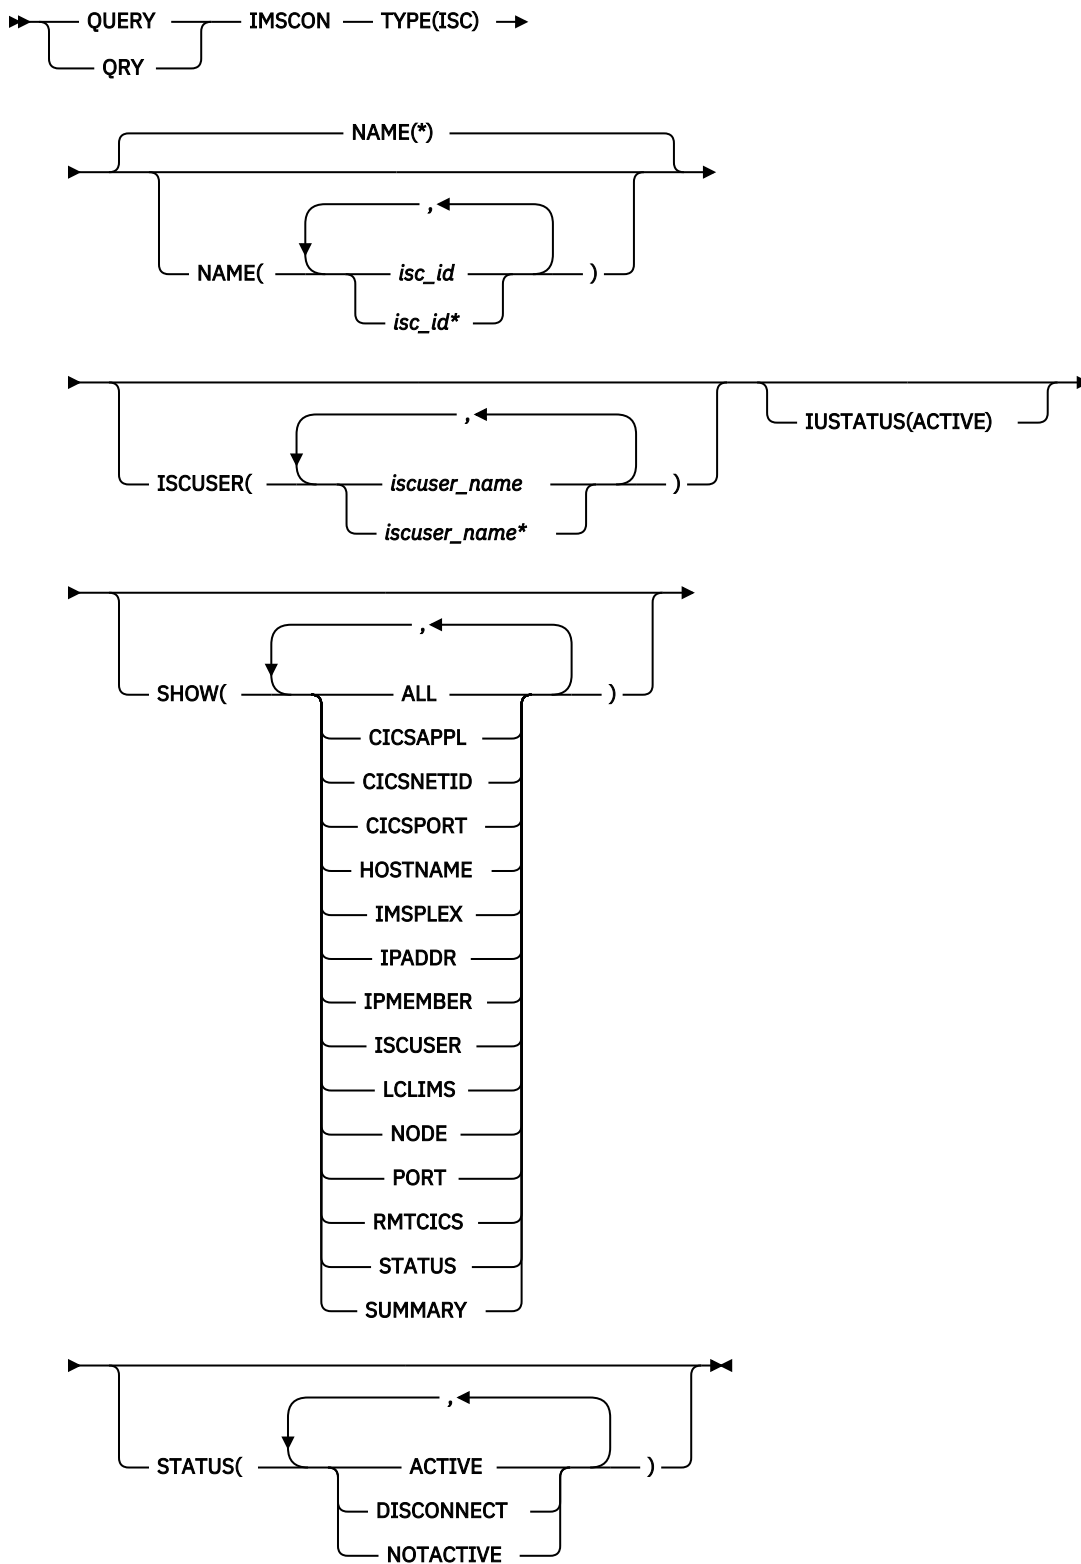 QUERY IMSCON TYPE(ISC)
QRY
NAME(*)
,
NAME( isc_id )
isc_id*
, IUSTATUS(ACTIVE)
ISCUSER( iscuser_name )
iscuser_name*
,
SHOW( ALL )
CICSAPPL
CICSNETID
CICSPORT
HOSTNAME
IMSPLEX
IPADDR
IPMEMBER
ISCUSER
LCLIMS
NODE
PORT
RMTCICS
STATUS
SUMMARY
,
STATUS( ACTIVE )
DISCONNECT
NOTACTIVE